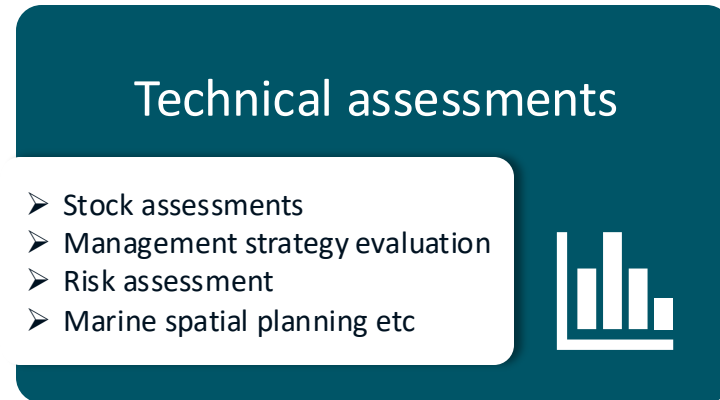 Technical assessments
➢ Stock assessments
➢ Management strategy evaluation
➢ Risk assessment
➢ Marine spatial planning etc